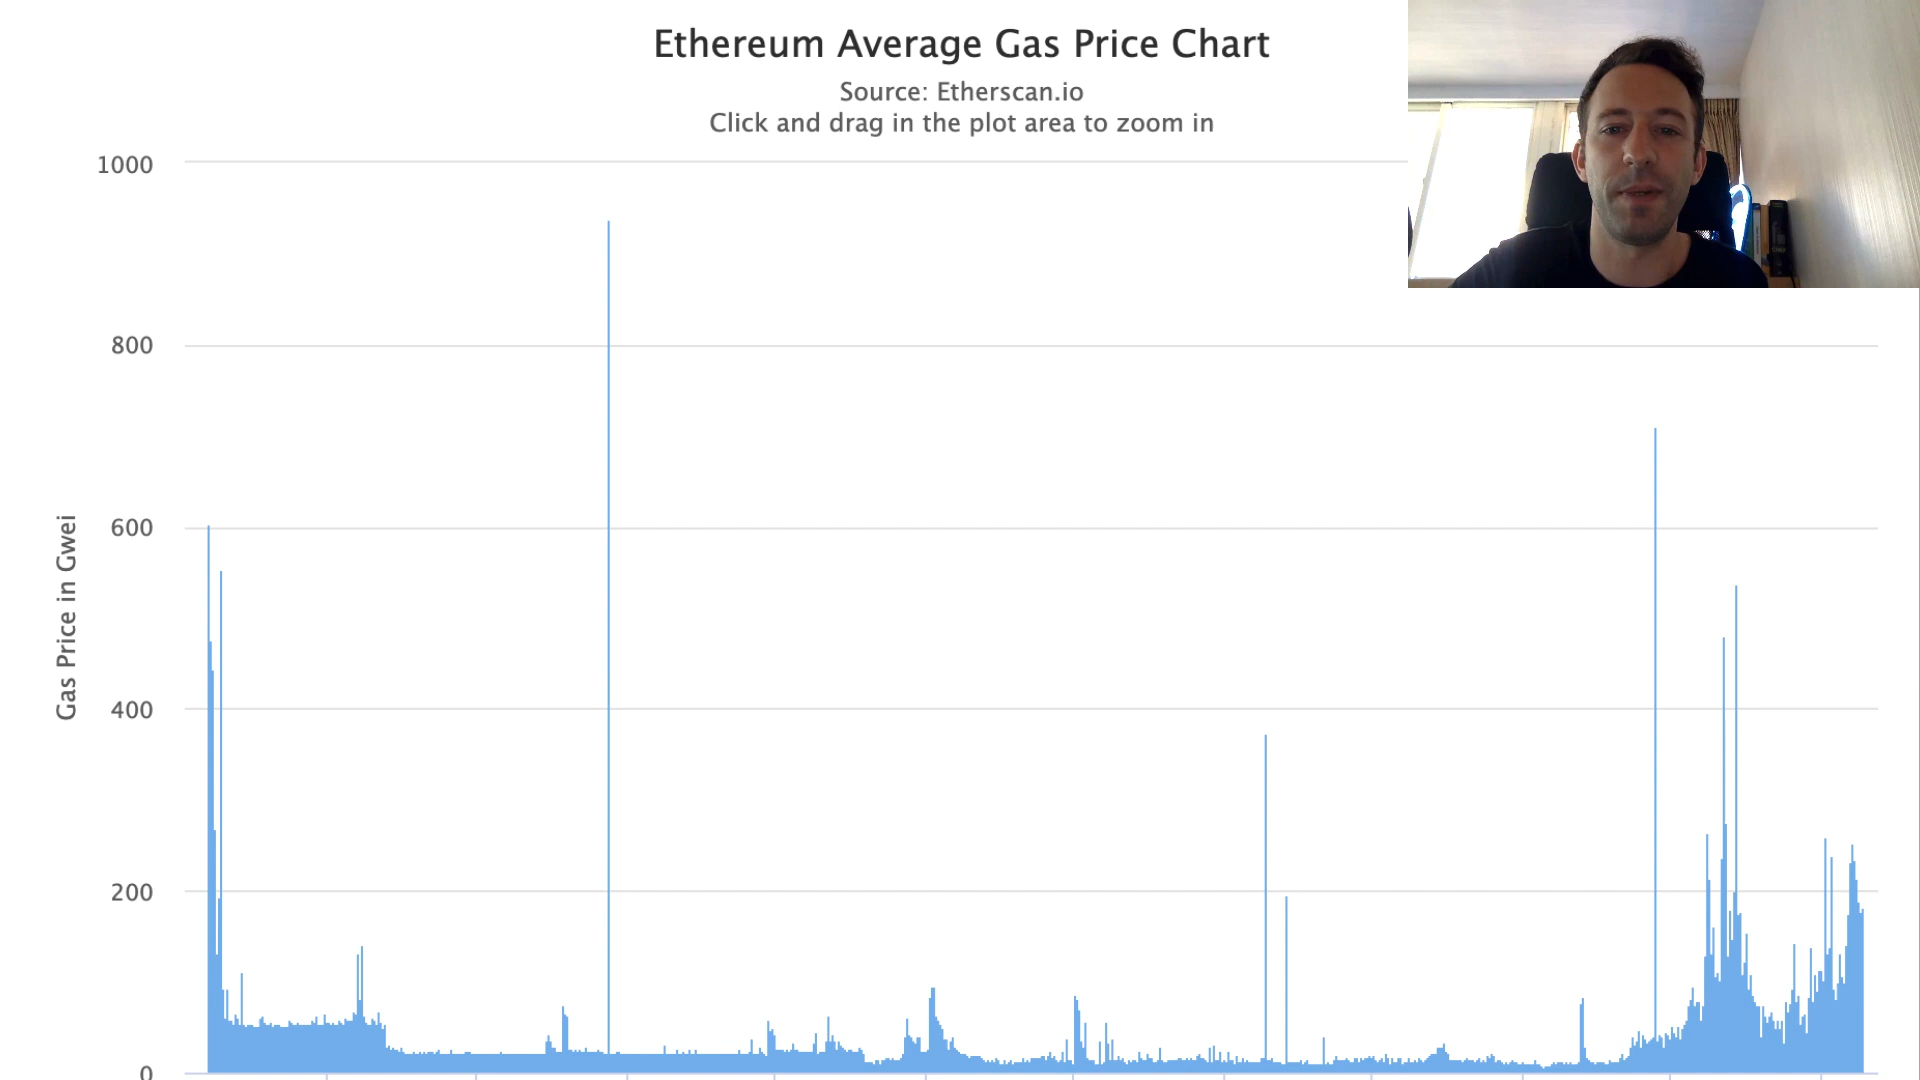 Ethereum Average Gas Price Chart
Source: Etherscan.io
Click and drag in the plot area to zoom in
1000
800
600
400
200
0
Gas Price in Gwei